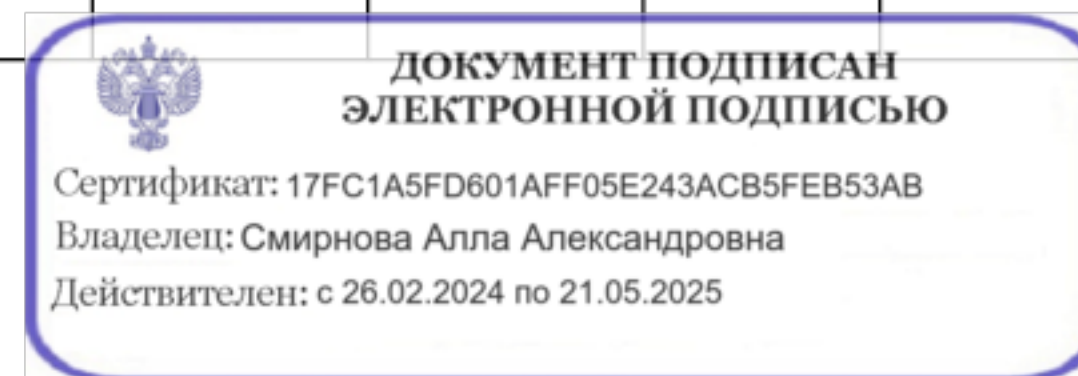 ДОКУМЕНТ ПОДПИСАН
ЭЛЕКТРОННОЙ ПОДПИСЬЮ
Сертификат: 17FC1A5FD601AFF05E243ACB5FEB53AB
Владелец: Смирнова Алла Александровна
Действителен: с 26.02.2024 по 21.05.2025